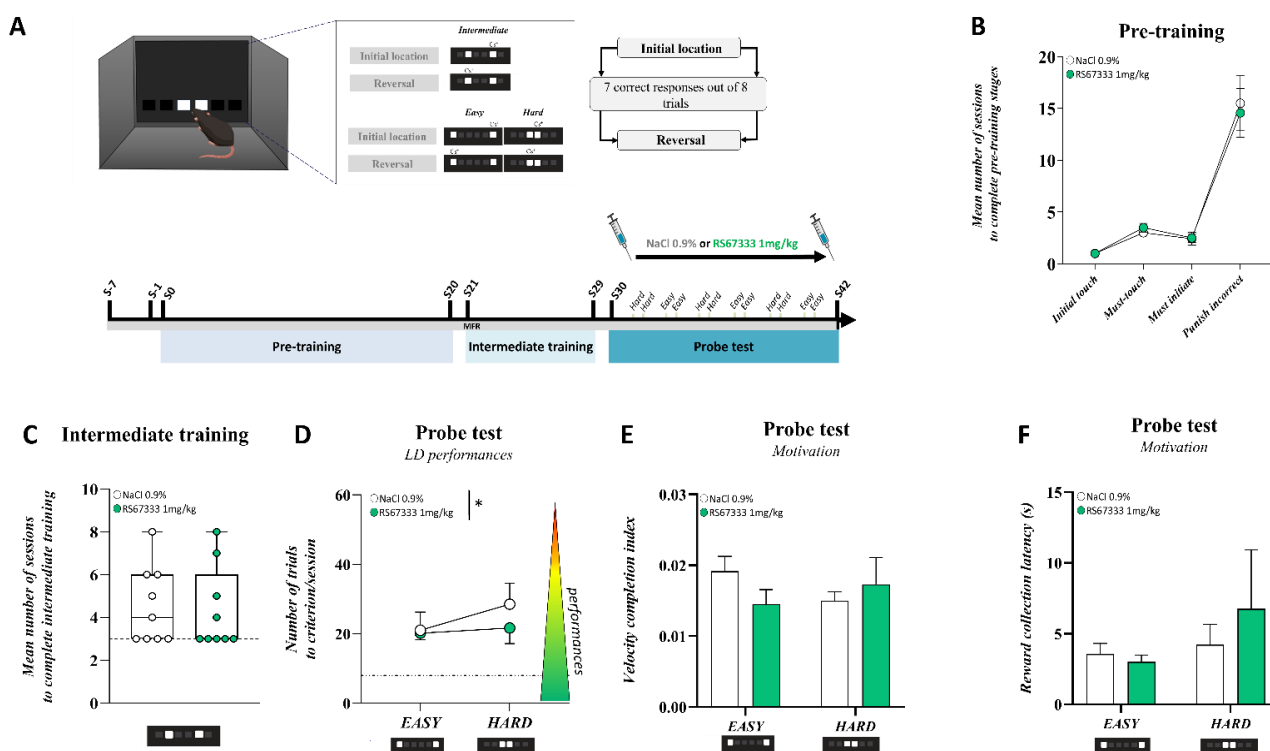 A
Intermediate
Cs+
Initial location
Reversal
Cs+
Easy
Hard
Cs+
Cs+
Initial location
Reversal
Cs+
Cs+
Initial location
7 correct responses out of 8
trials
Reversal
NaCl 0.9% or RS67333 1mg/kg
S-7
S-1
S0
S20
S21
S29
S30
Hard
Hard
Easy
Easy
Hard
Hard
Easy
Easy
Hard
Hard
Easy
Easy
S42
MFR
Pre-training
Intermediate training
Probe test
B
Pre-training
NaCl 0.9%
RS67333 1mg/kg
Mean number of sessions
to complete pre-training stages
20
15
10
5
0
Initial touch
Must-touch
Must initiate
Punish incorrect
C
Intermediate training
NaCl 0.9%
RS67333 1mg/kg
Mean number of sessions
to complete intermediate training
10
8
6
4
2
0
D
Probe test
LD performances
NaCl 0.9%
RS67333 1mg/kg
*
Number of trials
to criterion/session
60
40
20
0
EASY
HARD
performances
E
Probe test
Motivation
NaCl 0.9%
RS67333 1mg/kg
Velocity completion index
0.03
0.02
0.01
0.00
EASY
HARD
F
Probe test
Motivation
NaCl 0.9%
RS67333 1mg/kg
Reward collection latency (s)
15
10
5
0
EASY
HARD